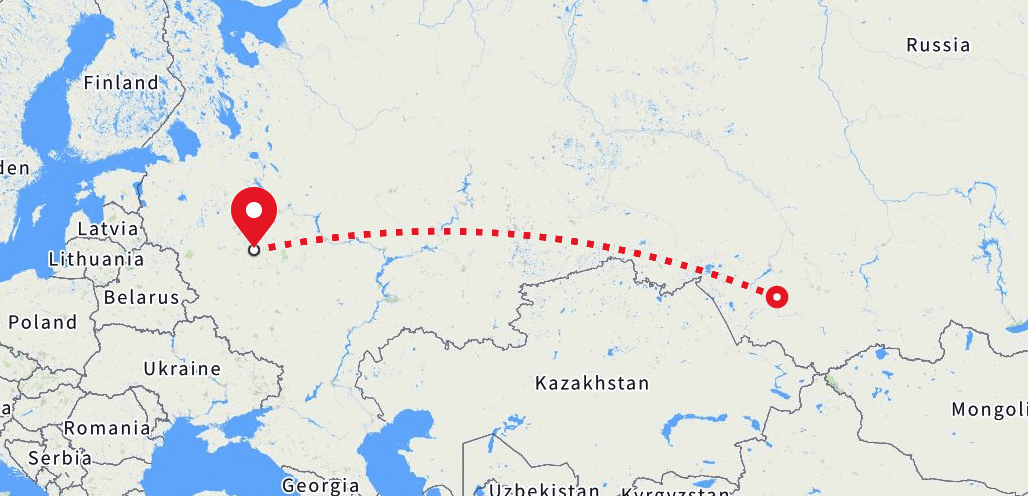 Russia
Finland
den
Latvia
Lithuania
Belarus
Poland
Ukraine
Kazakhstan
a
Mongoli
Romania
Serbia
Georgia
Uzbekistan
Kyrgyzstan